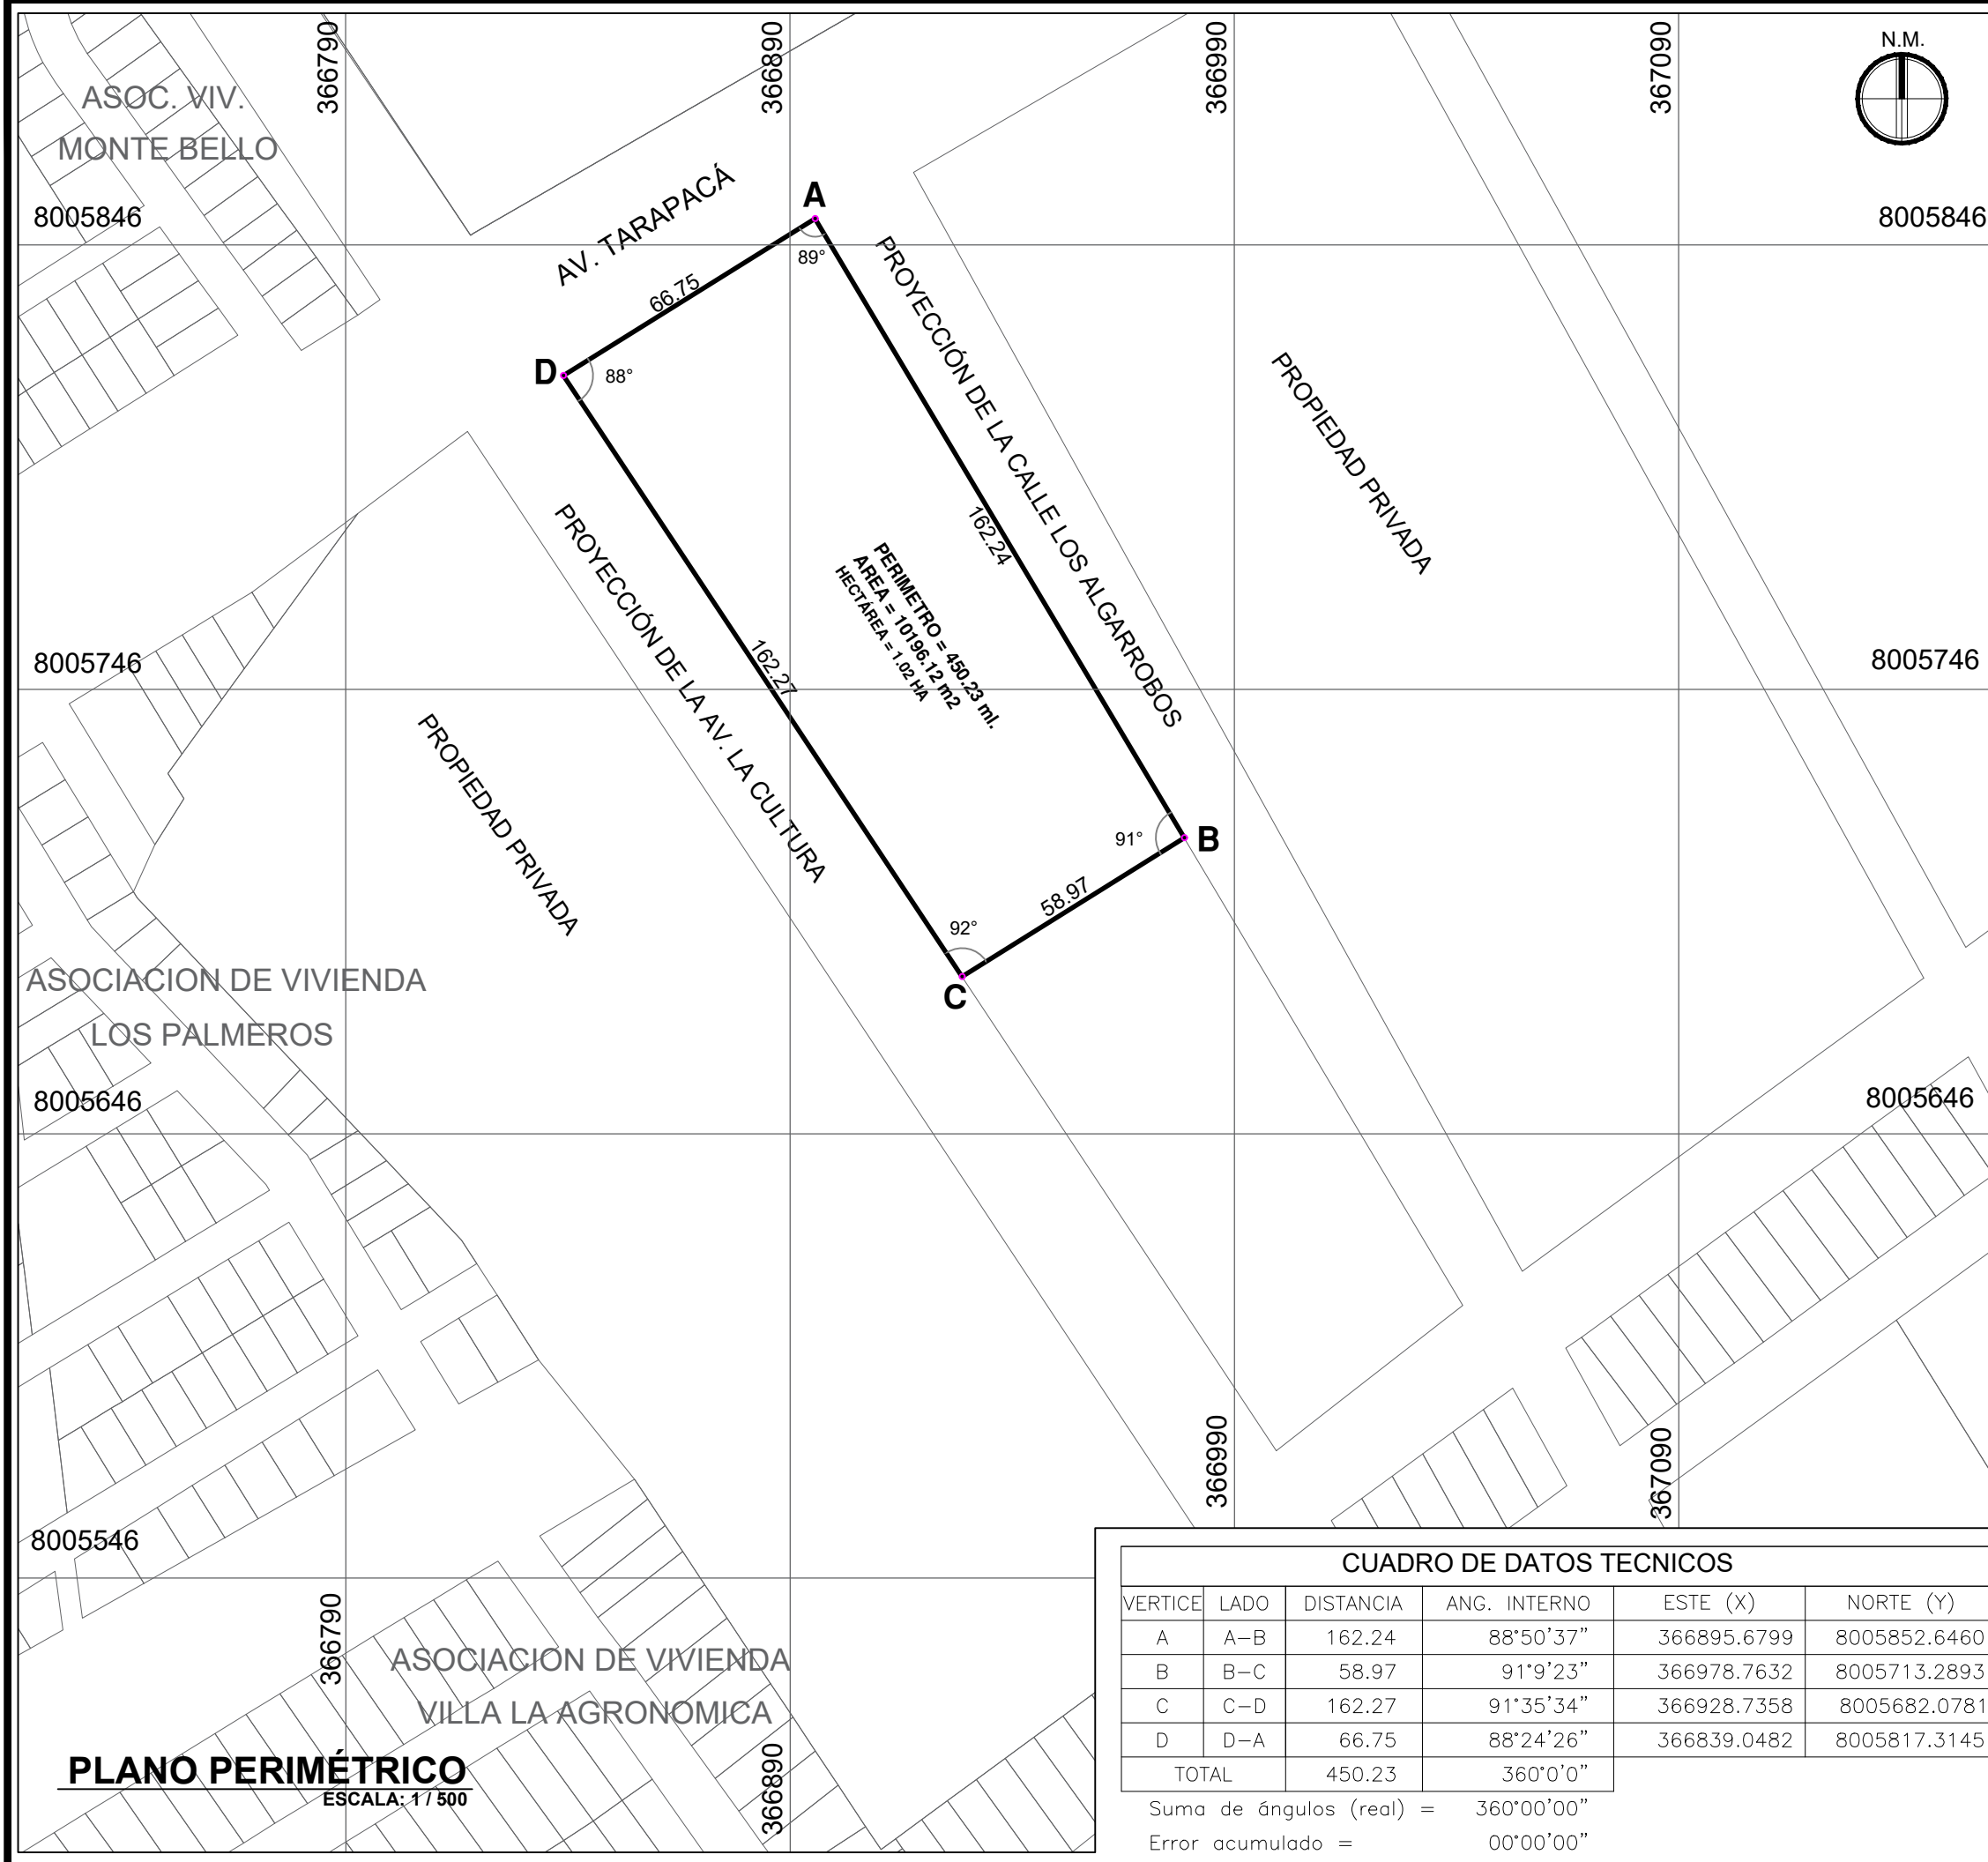 366790
366890
366990
367090
N.M.
ASOC. VIV.
MONTE BELLO
8005846
8005846
AV. TARAPACÁ
A
89°
66.75
D
88°
PROYECCIÓN DE LA CALLE LOS ALGARROBOS
PROPIEDAD PRIVADA
162.24
PROYECCIÓN DE LA AV. LA CULTURA
PERIMETRO = 450.23 ml.
AREA = 10196.12 m2
HECTÁREA = 1.02 HA
162.27
8005746
8005746
PROPIEDAD PRIVADA
91°
B
58.97
92°
C
ASOCIACION DE VIVIENDA
LOS PALMEROS
8005646
8005646
366990
367090
8005546
366790
366890
ASOCIACION DE VIVIENDA
VILLA LA AGRONOMICA
PLANO PERIMÉTRICO
ESCALA: 1 / 500
CUADRO DE DATOS TECNICOS
VERTICE LADO DISTANCIA ANG. INTERNO ESTE (X) NORTE (Y)
A A-B 162.24 88°50'37" 366895.6799 8005852.6460
B B-C 58.97 91°9'23" 366978.7632 8005713.2893
C C-D 162.27 91°35'34" 366928.7358 8005682.0781
D D-A 66.75 88°24'26" 366839.0482 8005817.3145
TOTAL 450.23 360°0'0"
Suma de ángulos (real) = 360°00'00"
Error acumulado = 00°00'00"